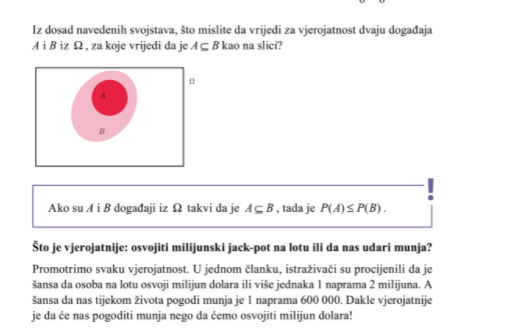 Iz dosad navedenih svojstava, što mislite da vrijedi za vjerojatnost dvaju događaja
A i B iz Ω, za koje vrijedi da je A ⊆ B kao na slici?
Ω
A
B
!
Ako su A i B događaji iz Ω takvi da je A ⊆ B, tada je P(A) ≤ P(B).
Što je vjerojatnije: osvojiti milijunski jack-pot na lotu ili da nas udari munja?
Promotrimo svaku vjerojatnost. U jednom članku, istraživači su procijenili da je
šansa da osoba na lotu osvoji milijun dolara ili više jednaka 1 naprama 2 milijuna. A
šansa da nas tijekom života pogodi munja je 1 naprama 600 000. Dakle vjerojatnije
je da će nas pogoditi munja nego da ćemo osvojiti milijun dolara!